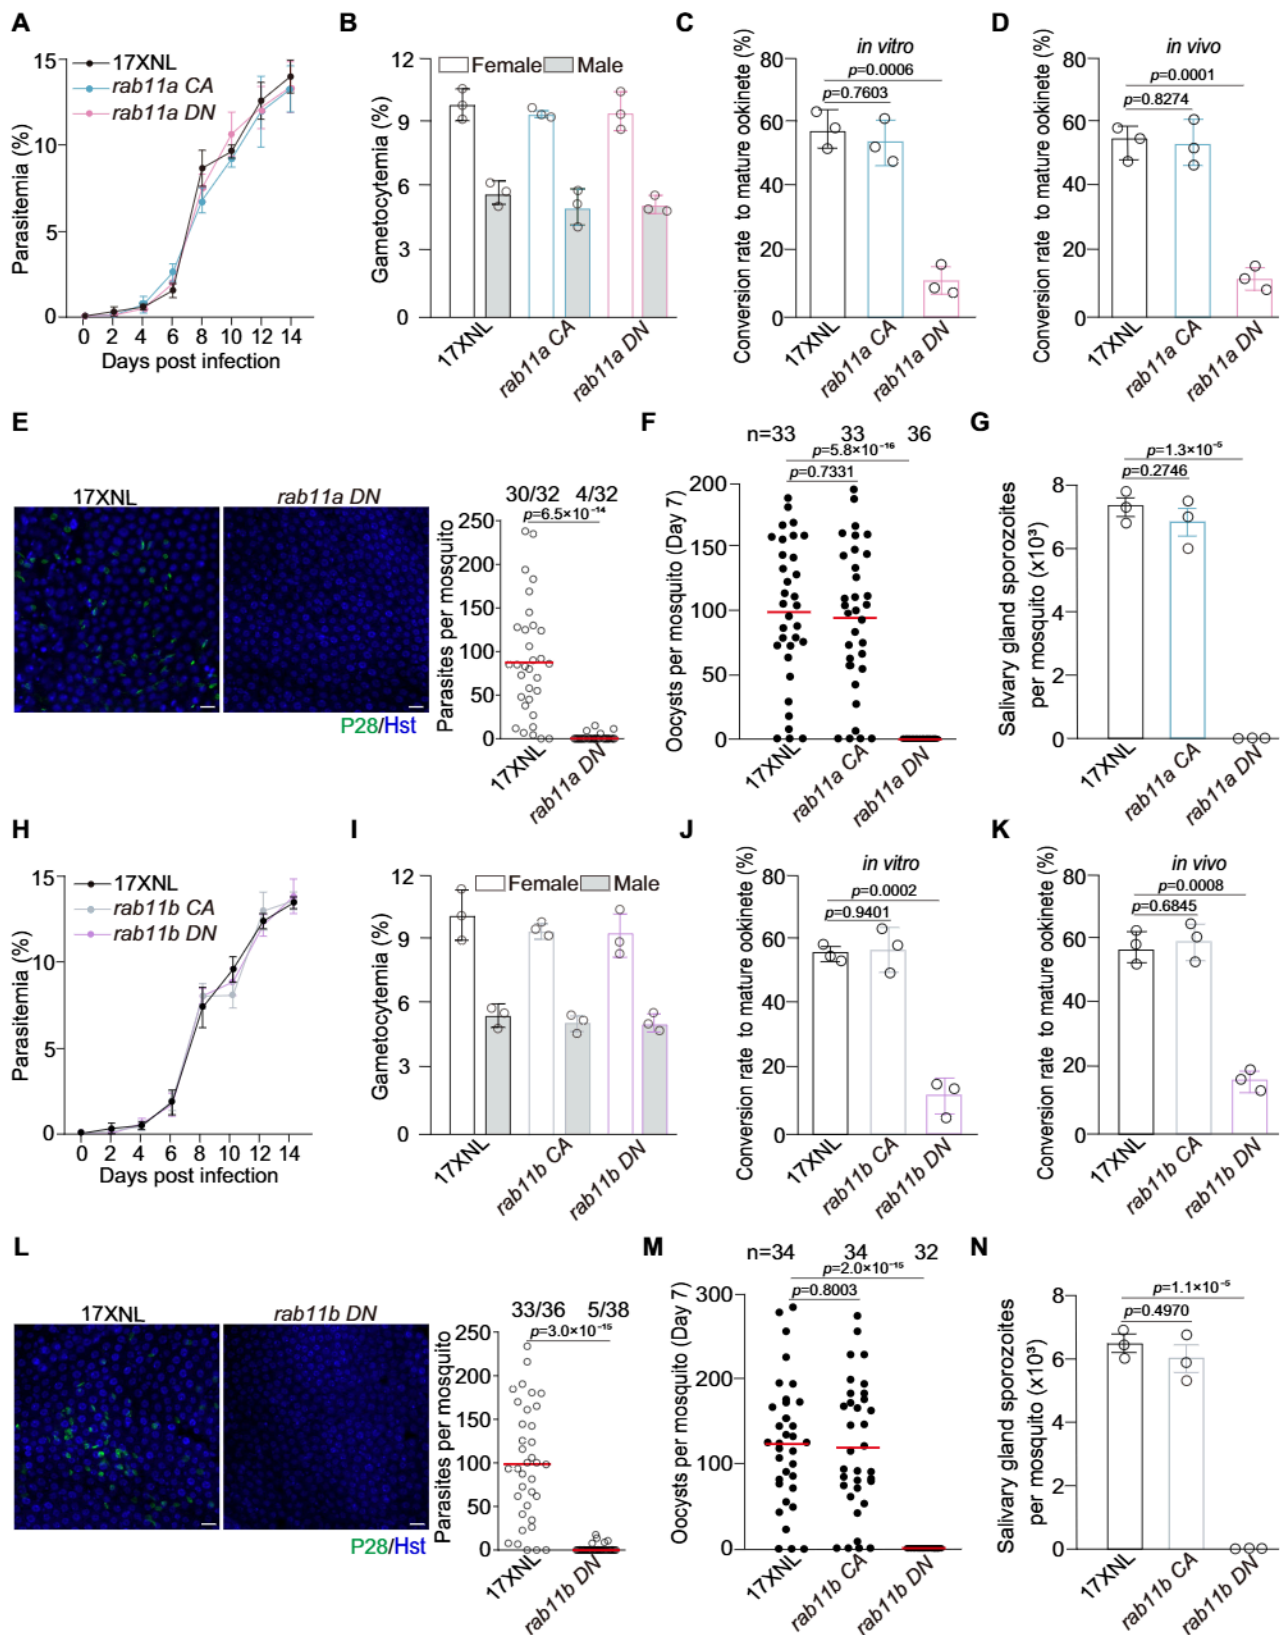 A
17XNL
rab11a CA
rab11a DN
Parasitemia (%)
15
10
5
0
0 2 4 6 8 10 12 14
Days post infection
B
Female Male
Gametocytemia (%)
12
9
6
3
0
17XNL
rab11a CA
rab11a DN
C
in vitro
p=0.0006
p=0.7603
Conversion rate to mature ookinete (%)
80
60
40
20
0
17XNL
rab11a CA
rab11a DN
D
in vivo
p=0.0001
p=0.8274
Conversion rate to mature ookinete (%)
80
60
40
20
0
17XNL
rab11a CA
rab11a DN
E
17XNL
rab11a DN
P28/Hst
30/32 4/32
p=6.5×10⁻¹⁴
Parasites per mosquito
250
200
150
100
50
0
17XNL
rab11a DN
F
n=33 33 36
p=5.8×10⁻¹⁶
p=0.7331
Oocysts per mosquito (Day 7)
200
150
100
50
0
17XNL
rab11a CA
rab11a DN
G
p=1.3×10⁻⁵
p=0.2746
Salivary gland sporozoites
per mosquito (x10³)
8
6
4
2
0
17XNL
rab11a CA
rab11a DN
H
17XNL
rab11b CA
rab11b DN
Parasitemia (%)
15
10
5
0
0 2 4 6 8 10 12 14
Days post infection
I
Female Male
Gametocytemia (%)
12
9
6
3
0
17XNL
rab11b CA
rab11b DN
J
in vitro
p=0.0002
p=0.9401
Conversion rate to mature ookinete (%)
80
60
40
20
0
17XNL
rab11b CA
rab11b DN
K
in vivo
p=0.0008
p=0.6845
Conversion rate to mature ookinete (%)
80
60
40
20
0
17XNL
rab11b CA
rab11b DN
L
17XNL
rab11b DN
P28/Hst
33/36 5/38
p=3.0×10⁻¹⁵
Parasites per mosquito
250
200
150
100
50
0
17XNL
rab11b DN
M
n=34 34 32
p=2.0×10⁻¹⁵
p=0.8003
Oocysts per mosquito (Day 7)
300
200
100
0
17XNL
rab11b CA
rab11b DN
N
p=1.1×10⁻⁵
p=0.4970
Salivary gland sporozoites
per mosquito (x10³)
8
6
4
2
0
17XNL
rab11b CA
rab11b DN